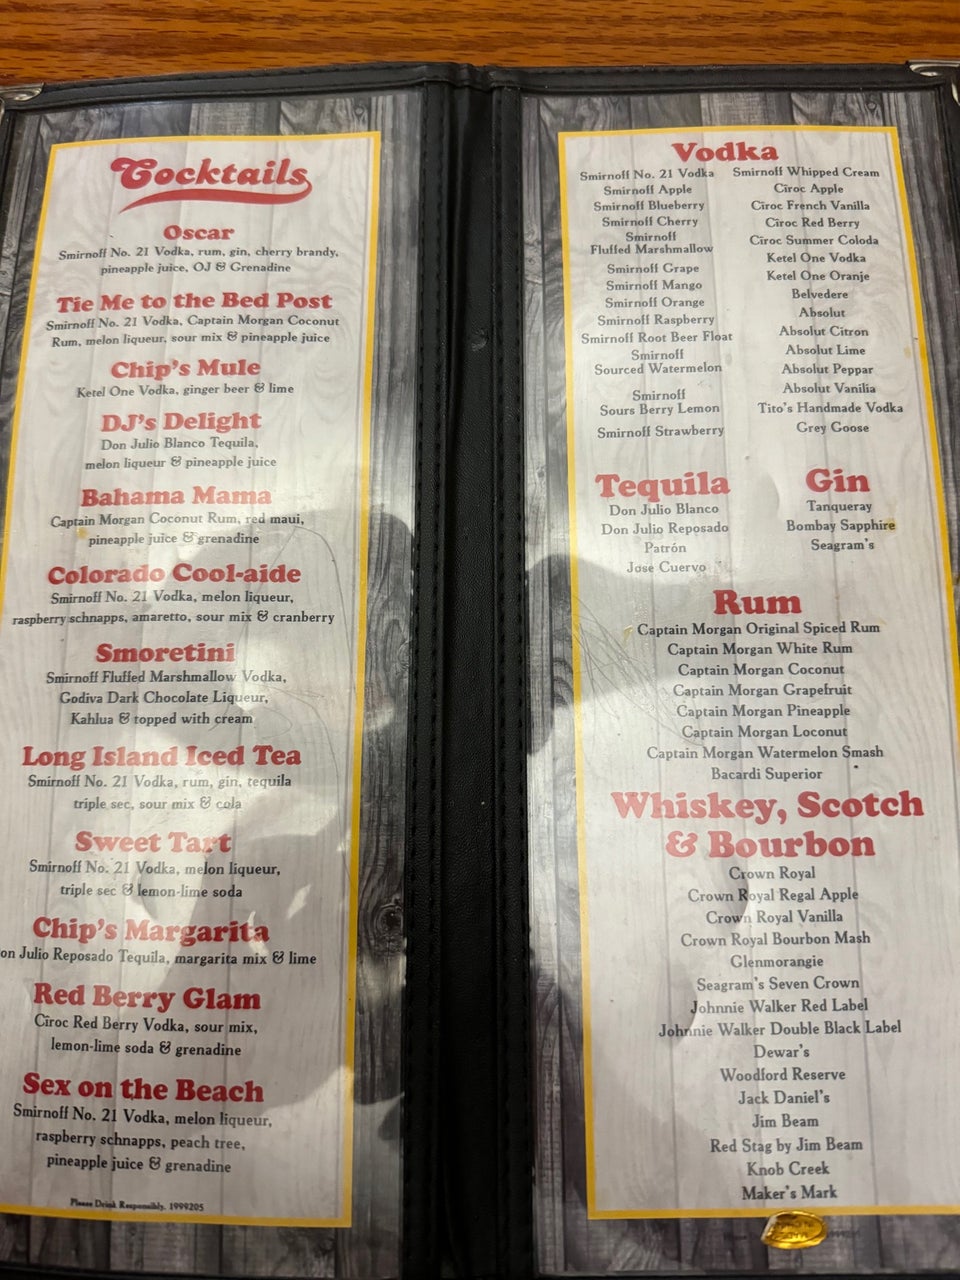 Cocktails
Oscar
Smirnoff No. 21 Vodka, rum, gin, cherry brandy,
pineapple juice, OJ & Grenadine
Tie Me to the Bed Post
Smirnoff No. 21 Vodka, Captain Morgan Coconut
Rum, melon liqueur, sour mix & pineapple juice
Chip's Mule
Ketel One Vodka, ginger beer & lime
DJ's Delight
Don Julio Blanco Tequila,
melon liqueur & pineapple juice
Bahama Mama
Captain Morgan Coconut Rum, red maui,
pineapple juice & grenadine
Colorado Cool-aide
Smirnoff No. 21 Vodka, melon liqueur,
raspberry schnapps, amaretto, sour mix & cranberry
Smoretini
Smirnoff Fluffed Marshmallow Vodka,
Godiva Dark Chocolate Liqueur,
Kahlua & topped with cream
Long Island Iced Tea
Smirnoff No. 21 Vodka, rum, gin, tequila
triple sec, sour mix & cola
Sweet Tart
Smirnoff No. 21 Vodka, melon liqueur,
triple sec & lemon-lime soda
Chip's Margarita
on Julio Reposado Tequila, margarita mix & lime
Red Berry Glam
Cîroc Red Berry Vodka, sour mix,
lemon-lime soda & grenadine
Sex on the Beach
Smirnoff No. 21 Vodka, melon liqueur,
raspberry schnapps, peach tree,
pineapple juice & grenadine
Please Drink Responsibly. 1999205
Vodka
Smirnoff No. 21 Vodka
Smirnoff Apple
Smirnoff Blueberry
Smirnoff Cherry
Smirnoff
Fluffed Marshmallow
Smirnoff Grape
Smirnoff Mango
Smirnoff Orange
Smirnoff Raspberry
Smirnoff Root Beer Float
Smirnoff
Sourced Watermelon
Smirnoff
Sours Berry Lemon
Smirnoff Strawberry
Smirnoff Whipped Cream
Cîroc Apple
Cîroc French Vanilla
Cîroc Red Berry
Cîroc Summer Coloda
Ketel One Vodka
Ketel One Oranje
Belvedere
Absolut
Absolut Citron
Absolut Lime
Absolut Peppar
Absolut Vanilia
Tito's Handmade Vodka
Grey Goose
Tequila
Don Julio Blanco
Don Julio Reposado
Patrón
Jose Cuervo
Gin
Tanqueray
Bombay Sapphire
Seagram's
Rum
Captain Morgan Original Spiced Rum
Captain Morgan White Rum
Captain Morgan Coconut
Captain Morgan Grapefruit
Captain Morgan Pineapple
Captain Morgan Loconut
Captain Morgan Watermelon Smash
Bacardi Superior
Whiskey, Scotch
& Bourbon
Crown Royal
Crown Royal Regal Apple
Crown Royal Vanilla
Crown Royal Bourbon Mash
Glenmorangie
Seagram's Seven Crown
Johnnie Walker Red Label
Johnnie Walker Double Black Label
Dewar's
Woodford Reserve
Jack Daniel's
Jim Beam
Red Stag by Jim Beam
Knob Creek
Maker's Mark